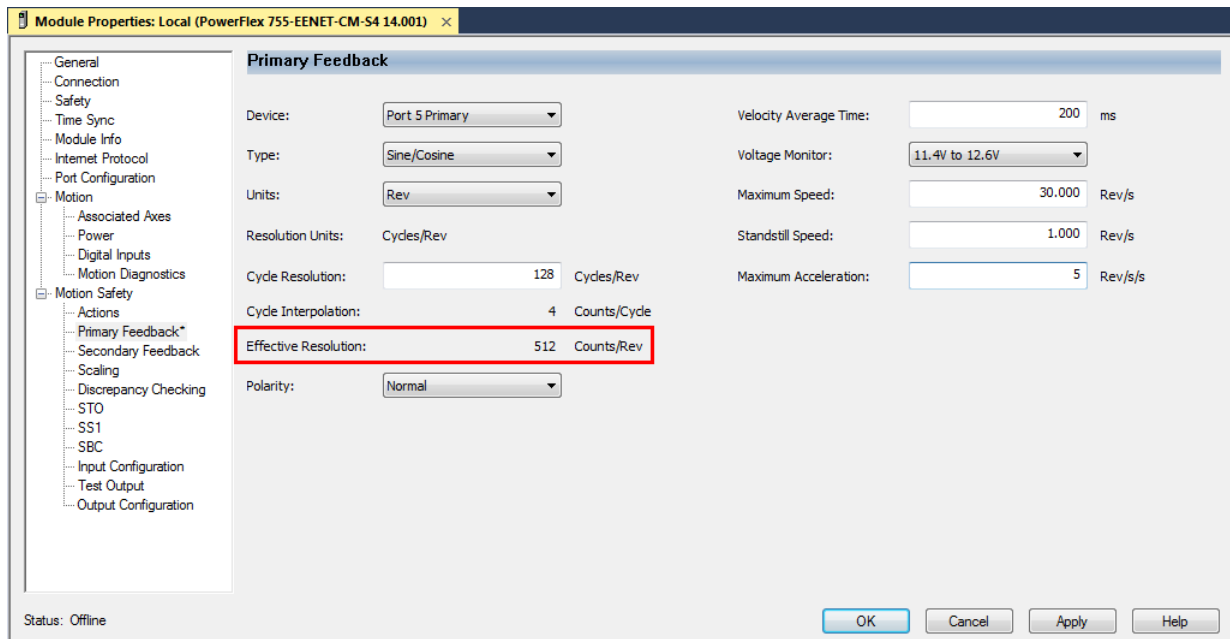 Module Properties: Local (PowerFlex 755-EENET-CM-S4 14.001) ×
General
Connection
Safety
Time Sync
Module Info
Internet Protocol
Port Configuration
Motion
Associated Axes
Power
Digital Inputs
Motion Diagnostics
Motion Safety
Actions
Primary Feedback*
Secondary Feedback
Scaling
Discrepancy Checking
STO
SS1
SBC
Input Configuration
Test Output
Output Configuration
Primary Feedback
Device: Port 5 Primary
Type: Sine/Cosine
Units: Rev
Resolution Units: Cycles/Rev
Cycle Resolution: 128 Cycles/Rev
Cycle Interpolation: 4 Counts/Cycle
Effective Resolution: 512 Counts/Rev
Polarity: Normal
Velocity Average Time: 200 ms
Voltage Monitor: 11.4V to 12.6V
Maximum Speed: 30.000 Rev/s
Standstill Speed: 1.000 Rev/s
Maximum Acceleration: 5 Rev/s/s
Status: Offline
OK Cancel Apply Help